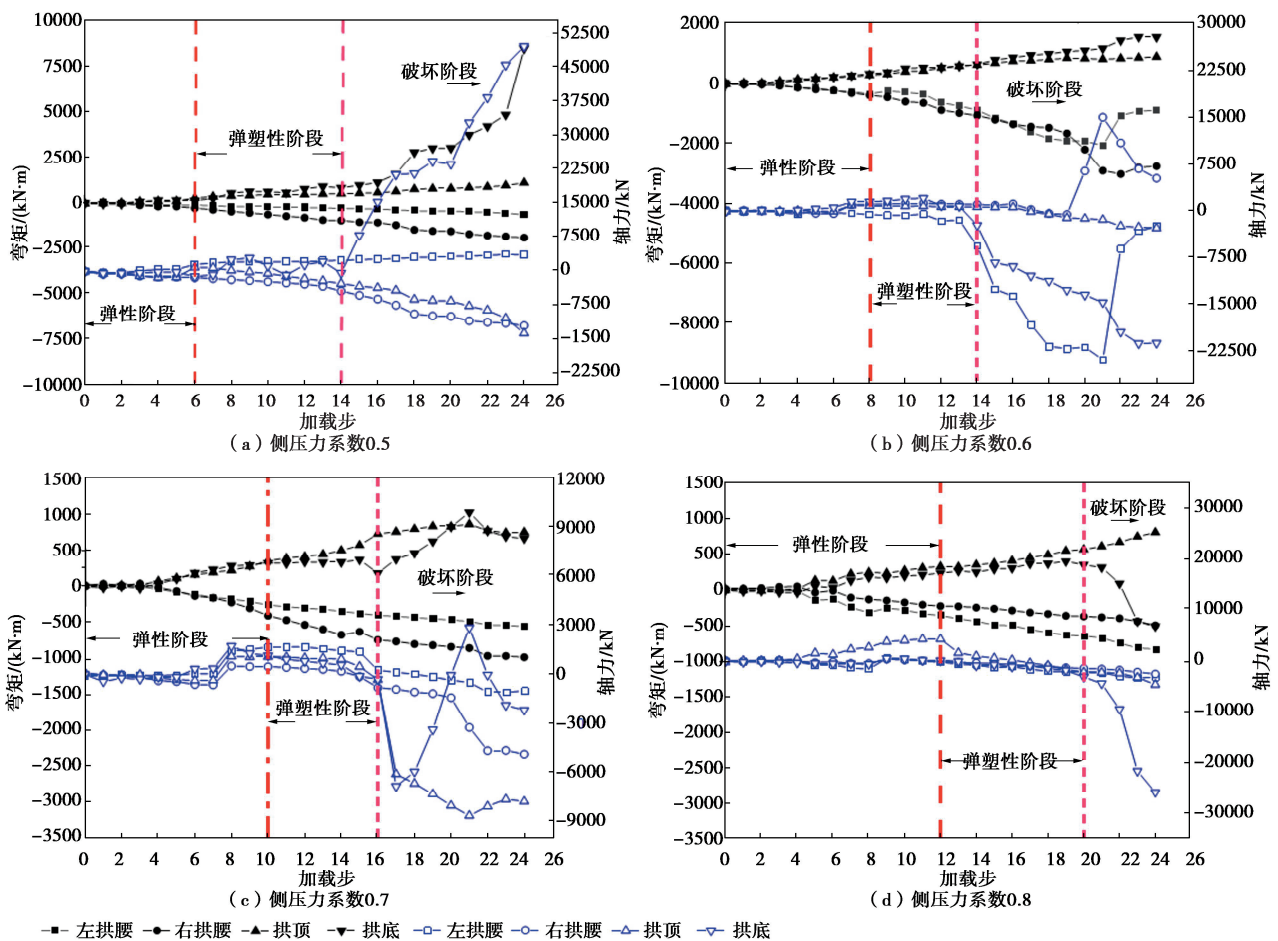 10000
7500
5000
2500
0
−2500
−5000
−7500
−10000
弯矩/(kN·m)
52500
45000
37500
30000
22500
15000
7500
0
−7500
−1500
−22500
轴力/kN
破坏阶段
弹塑性阶段
弹性阶段
0 2 4 6 8 10 12 14 16 18 20 22 24 26
加载步
(a)侧压力系数0.5
2000
0
−2000
−4000
−6000
−8000
−10000
弯矩/(kN·m)
30000
22500
15000
7500
0
−7500
−15000
−22500
轴力/kN
破坏阶段
弹性阶段
弹塑性阶段
0 2 4 6 8 10 12 14 16 18 20 22 24 26
加载步
(b)侧压力系数0.6
1500
1000
500
0
−500
−1000
−1500
−2000
−2500
−3000
−3500
弯矩/(kN·m)
12000
9000
6000
3000
0
−3000
−6000
−9000
轴力/kN
破坏阶段
弹性阶段
弹塑性阶段
0 2 4 6 8 10 12 14 16 18 20 22 24 26
加载步
(c)侧压力系数0.7
1500
1000
500
0
−500
−1000
−1500
−2000
−2500
−3000
−3500
弯矩/(kN·m)
30000
20000
10000
0
−10000
−20000
−30000
轴力/kN
破坏阶段
弹性阶段
弹塑性阶段
0 2 4 6 8 10 12 14 16 18 20 22 24 26
加载步
(d)侧压力系数0.8
左拱腰 右拱腰 拱顶 拱底 左拱腰 右拱腰 拱顶 拱底